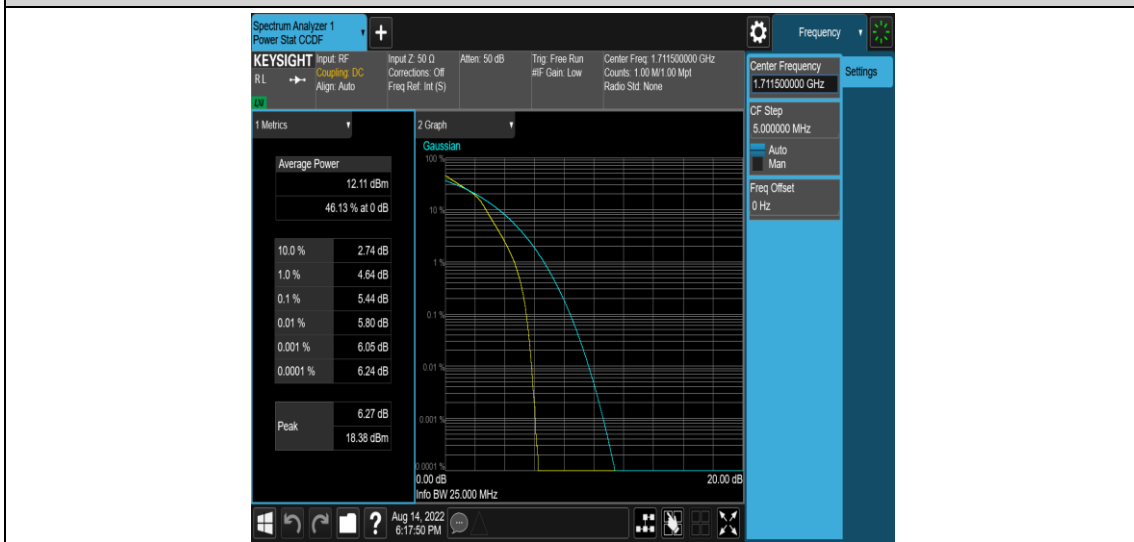 Spectrum Analyzer 1
Power Stat CCDF
+
Frequency
KEYSIGHT
RL
Input: RF
Coupling: DC
Align: Auto
Input Z: 50 Ω
Corrections: Off
Freq Ref: Int (S)
Atten: 50 dB
Trig: Free Run
#IF Gain: Low
Center Freq: 1.711500000 GHz
Counts: 1.00 M/1.00 Mpt
Radio Std: None
Center Frequency
1.711500000 GHz
Settings
CF Step
5.000000 MHz
Auto
Man
Freq Offset
0 Hz
1 Metrics
Average Power
12.11 dBm
46.13 % at 0 dB
10.0 % 2.74 dB
1.0 % 4.64 dB
0.1 % 5.44 dB
0.01 % 5.80 dB
0.001 % 6.05 dB
0.0001 % 6.24 dB
Peak
6.27 dB
18.38 dBm
2 Graph
Gaussian
100 %
10 %
1 %
0.1 %
0.01 %
0.001 %
0.0001 %
0.00 dB 20.00 dB
Info BW 25.000 MHz
?
Aug 14, 2022
6:17:50 PM